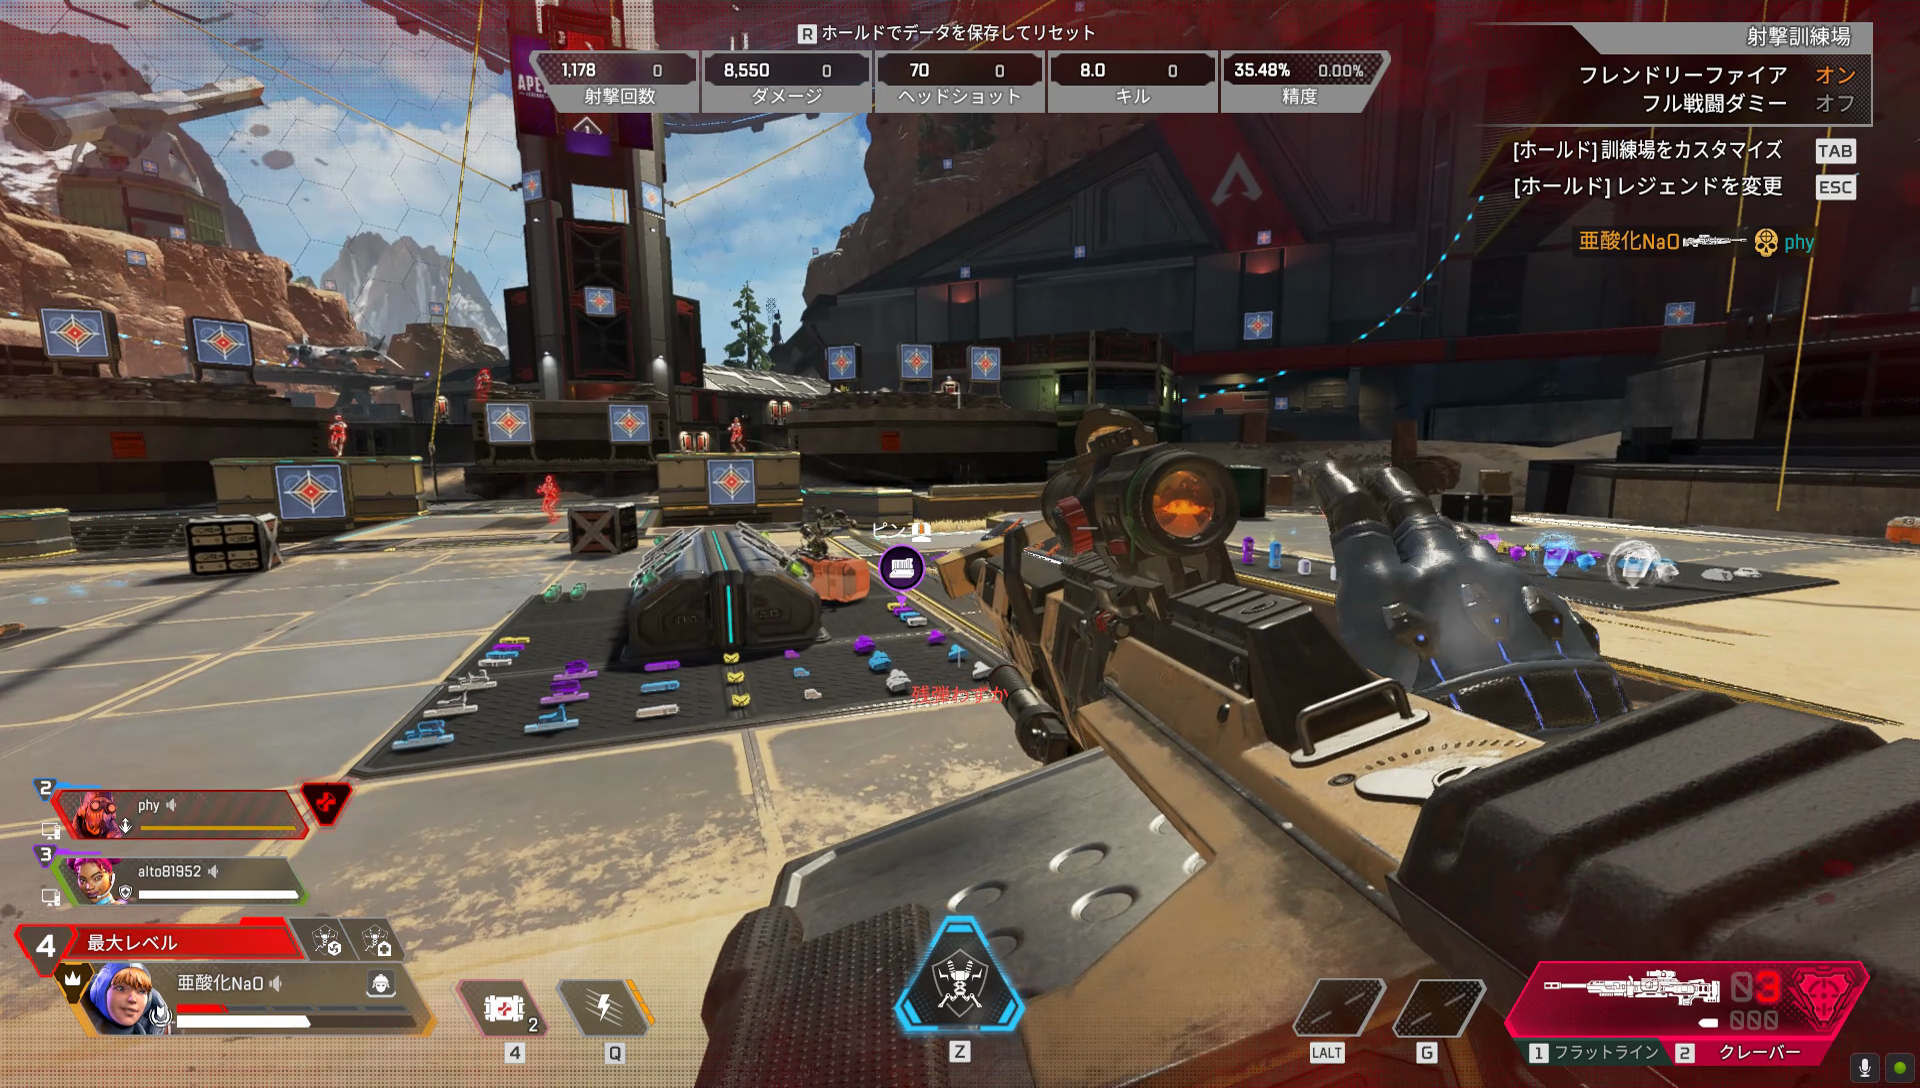 R ホールドでデータを保存してリセット
1,178 0
射撃回数
8,550 0
ダメージ
70 0
ヘッドショット
8.0 0
キル
35.48% 0.00%
精度
射撃訓練場
フレンドリーファイア オン
フル戦闘ダミー オフ
[ホールド]訓練場をカスタマイズ TAB
[ホールド]レジェンドを変更 ESC
亜酸化NaO phy
1
ピン
残弾わずか
2
phy
3
alto81952
4 最大レベル
亜酸化NaO
2
4
Q
Z
LALT
G
03
000
1 フラットライン
2 クレーバー